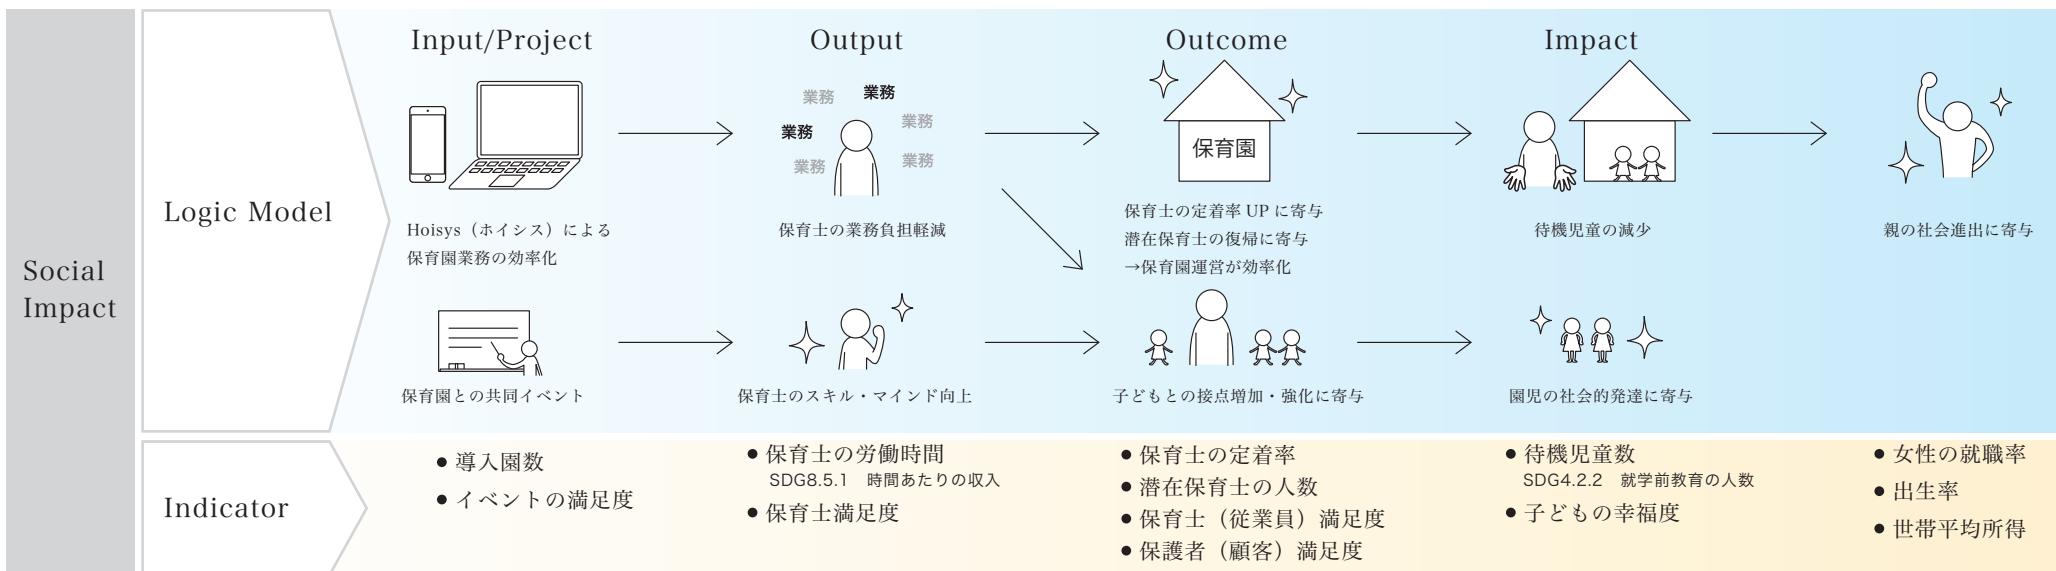 Social
Impact
Logic Model
Input/Project
Output
Outcome
Impact
業務
業務
業務
業務
業務
業務
保育園
Hoisys（ホイシス）による
保育園業務の効率化
保育士の業務負担軽減
保育士の定着率 UP に寄与
潜在保育士の復帰に寄与
→保育園運営が効率化
待機児童の減少
親の社会進出に寄与
保育園との共同イベント
保育士のスキル・マインド向上
子どもとの接点増加・強化に寄与
園児の社会的発達に寄与
Indicator
● 導入園数
● イベントの満足度
● 保育士の労働時間
SDG8.5.1　時間あたりの収入
● 保育士満足度
● 保育士の定着率
● 潜在保育士の人数
● 保育士（従業員）満足度
● 保護者（顧客）満足度
● 待機児童数
SDG4.2.2　就学前教育の人数
● 子どもの幸福度
● 女性の就職率
● 出生率
● 世帯平均所得